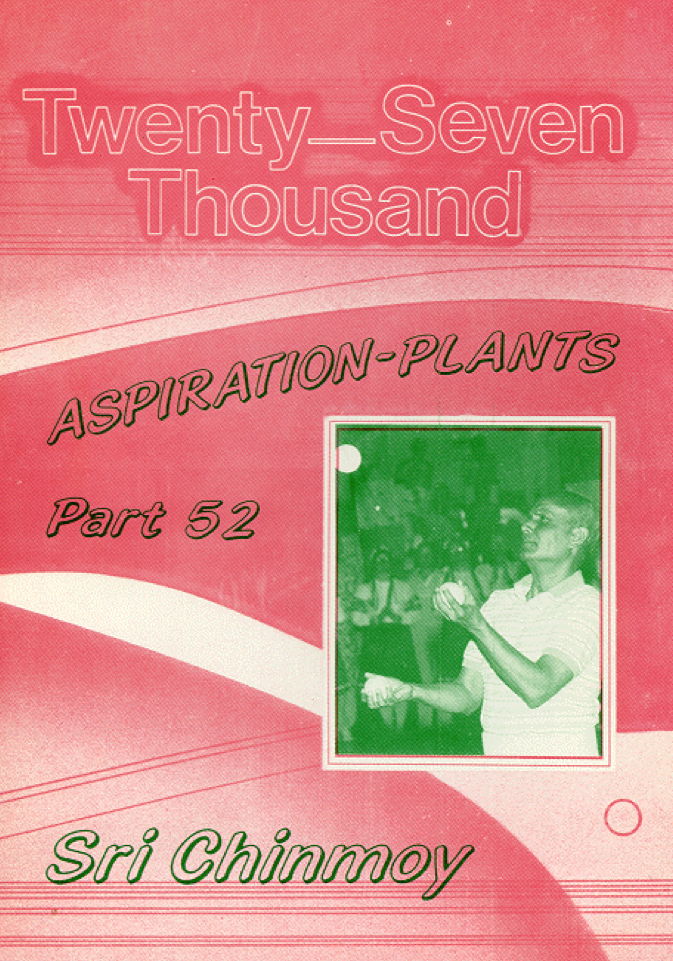 Twenty-Seven
Thousand
ASPIRATION-PLANTS
Part 52
Sri Chinmoy